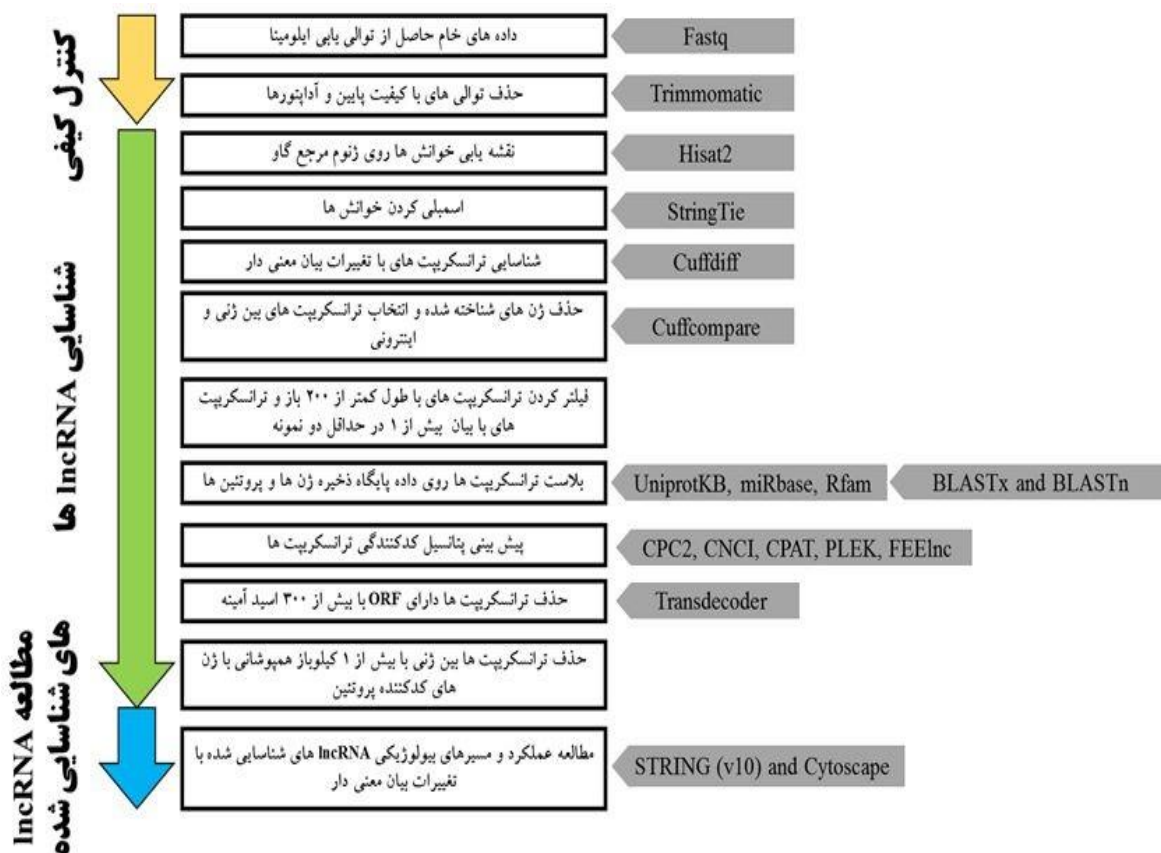 کنترل کیفی
داده های خام حاصل از توالی یابی ایلومینا
Fastq
حذف توالی های با کیفیت پایین و آداپتورها
Trimmomatic
شناسایی lncRNA ها
نقشه یابی خوانش ها روی ژنوم مرجع گاو
Hisat2
اسمبلی کردن خوانش ها
StringTie
شناسایی ترانسکریپت های با تغییرات بیان معنی دار
Cuffdiff
حذف ژن های شناخته شده و انتخاب ترانسکریپت های بین ژنی و
اینترونی
Cuffcompare
فیلتر کردن ترانسکریپت های با طول کمتر از ۲۰۰ باز و ترانسکریپت
های با بیان بیش از ۱ در حداقل دو نمونه
بلاست ترانسکریپت ها روی داده پایگاه ذخیره ژن ها و پروتئین ها
UniprotKB, miRbase, Rfam
BLASTx and BLASTn
پیش بینی پتانسیل کدکنندگی ترانسکریپت ها
CPC2, CNCI, CPAT, PLEK, FEElnc
حذف ترانسکریپت ها دارای ORF با بیش از ۳۰۰ اسید آمینه
Transdecoder
حذف ترانسکریپت ها بین ژنی با بیش از ۱ کیلوباز همپوشانی با ژن
های کدکننده پروتئین
مطالعه lncRNA
های شناسایی شده
مطالعه عملکرد و مسیرهای بیولوژیکی lncRNA های شناسایی شده با
تغییرات بیان معنی دار
STRING (v10) and Cytoscape